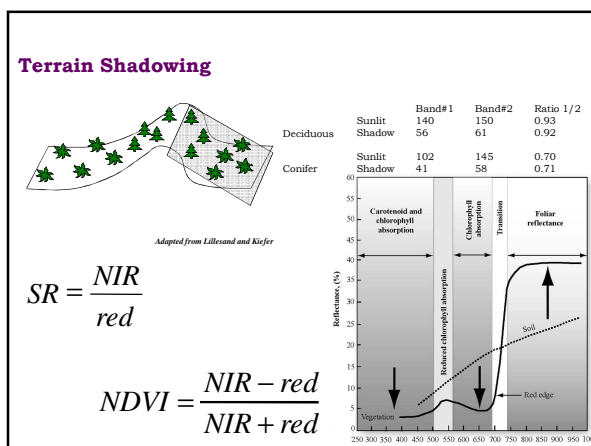 Terrain Shadowing
Band#1 Band#2 Ratio 1/2
Deciduous Sunlit 140 150 0.93
Shadow 56 61 0.92
Conifer Sunlit 102 145 0.70
Shadow 41 58 0.71
Adapted from Lillesand and Kiefer
SR = NIR / red
NDVI = NIR − red / NIR + red
Carotenoid and chlorophyll absorption
Reduced chlorophyll absorption
Chlorophyll absorption
Transition
Foliar reflectance
Reflectance, (%)
60
55
50
45
40
35
30
25
20
15
10
5
0
Soil
Red edge
Vegetation
250 300 350 400 450 500 550 600 650 700 750 800 850 900 950 100